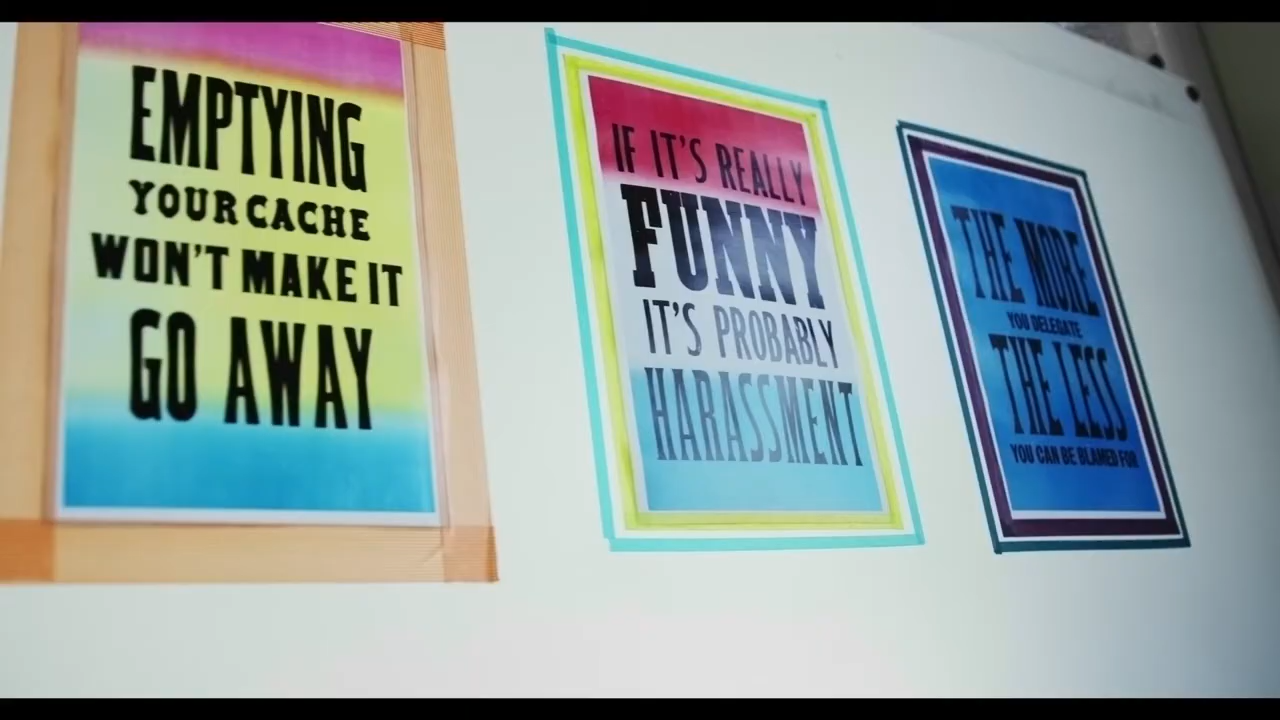 EMPTYING
YOUR CACHE
WON'T MAKE IT
GO AWAY
IF IT'S REALLY
FUNNY
IT'S PROBABLY
HARASSMENT
THE MORE
YOU DELEGATE
THE LESS
YOU CAN BE BLAMED FOR